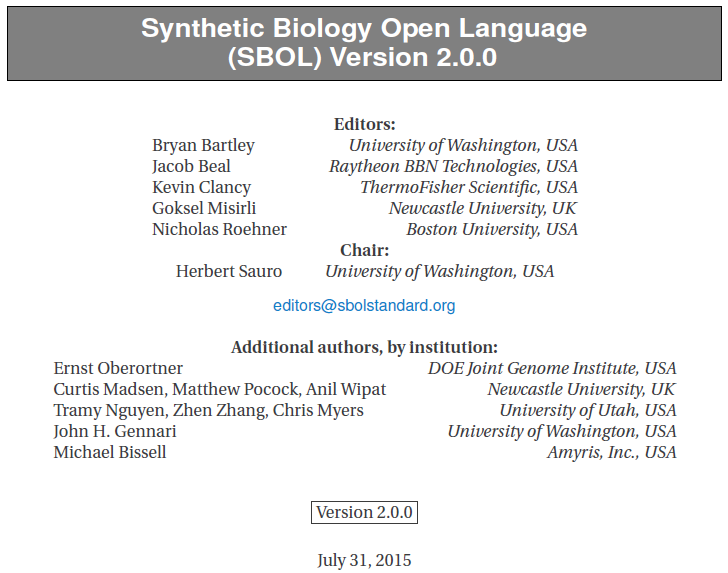 Synthetic Biology Open Language
(SBOL) Version 2.0.0
Editors:
Bryan Bartley University of Washington, USA
Jacob Beal Raytheon BBN Technologies, USA
Kevin Clancy ThermoFisher Scientific, USA
Goksel Misirli Newcastle University, UK
Nicholas Roehner Boston University, USA
Chair:
Herbert Sauro University of Washington, USA
editors@sbolstandard.org
Additional authors, by institution:
Ernst Oberortner DOE Joint Genome Institute, USA
Curtis Madsen, Matthew Pocock, Anil Wipat Newcastle University, UK
Tramy Nguyen, Zhen Zhang, Chris Myers University of Utah, USA
John H. Gennari University of Washington, USA
Michael Bissell Amyris, Inc., USA
Version 2.0.0
July 31, 2015